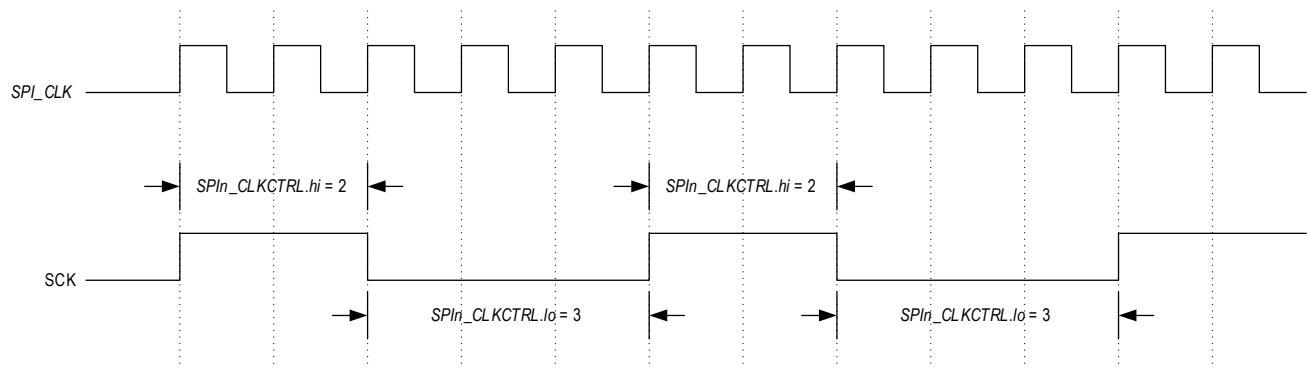 SPI_CLK
SPIn_CLKCTRL.hi = 2
SPIn_CLKCTRL.hi = 2
SCK
SPIn_CLKCTRL.lo = 3
SPIn_CLKCTRL.lo = 3